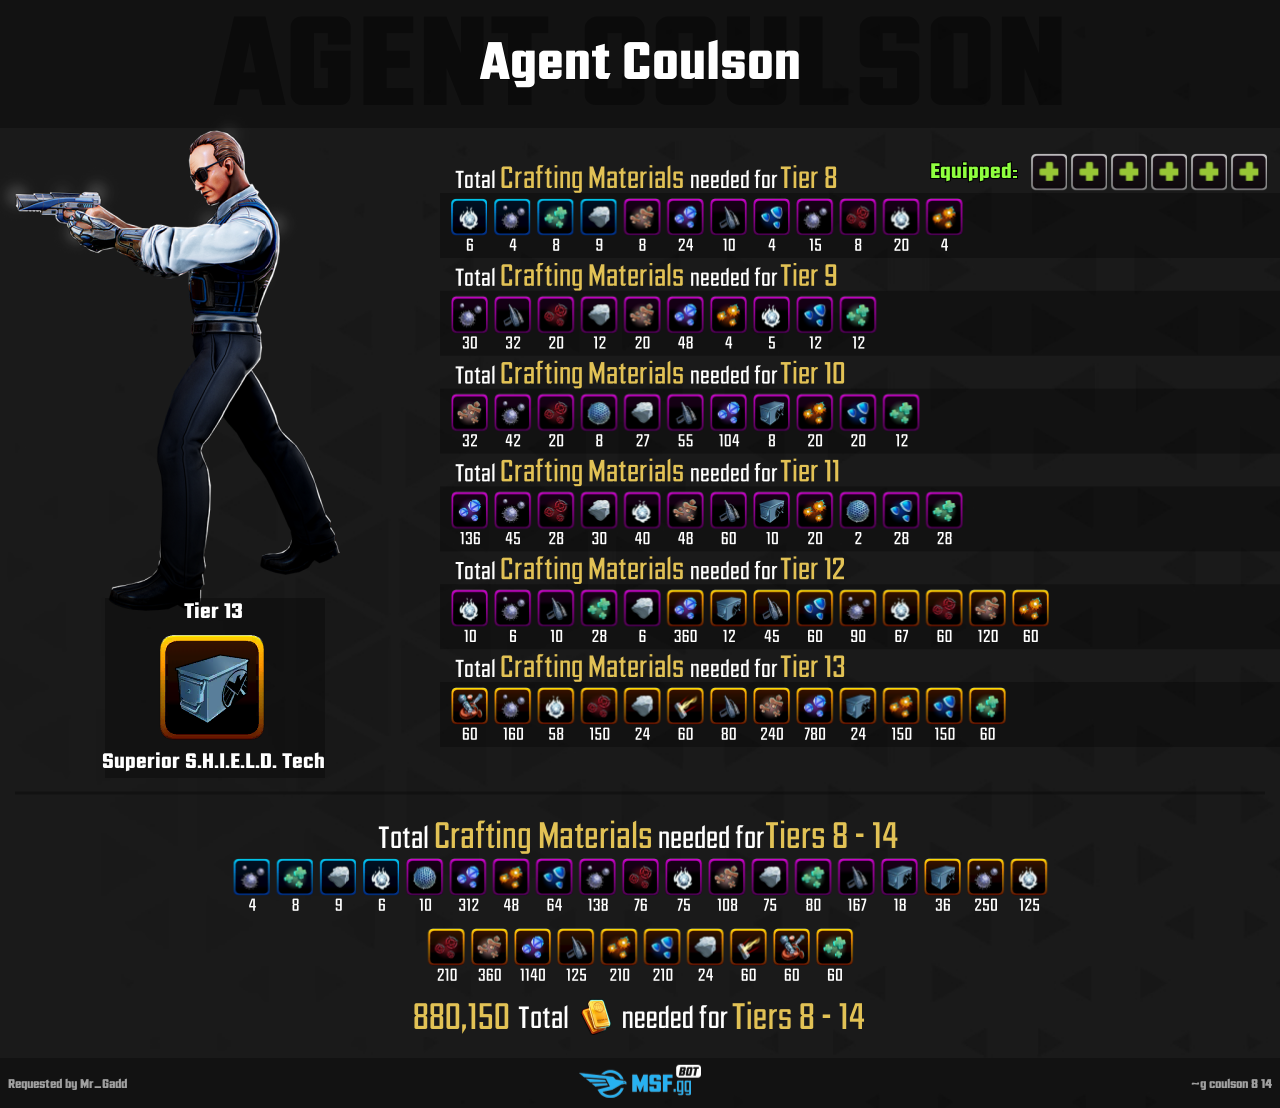 Agent Coulson
Total Crafting Materials needed for Tier 8
Equipped:
6 4 8 9 8 24 10 4 15 8 20 4
Total Crafting Materials needed for Tier 9
30 32 20 12 20 48 4 5 12 12
Total Crafting Materials needed for Tier 10
32 42 20 8 27 55 104 8 20 20 12
Total Crafting Materials needed for Tier 11
136 45 28 30 40 48 60 10 20 2 28 28
Total Crafting Materials needed for Tier 12
10 6 10 28 6 360 12 45 60 90 67 60 120 60
Total Crafting Materials needed for Tier 13
60 160 58 150 24 60 80 240 780 24 150 150 60
Tier 13
Superior S.H.I.E.L.D. Tech
Total Crafting Materials needed for Tiers 8 - 14
4 8 9 6 10 312 48 64 138 76 75 108 75 80 167 18 36 250 125
210 360 1140 125 210 210 24 60 60 60
880,150 Total needed for Tiers 8 - 14
Requested by Mr_Gadd
MSF.gg BOT
~g coulson 8 14